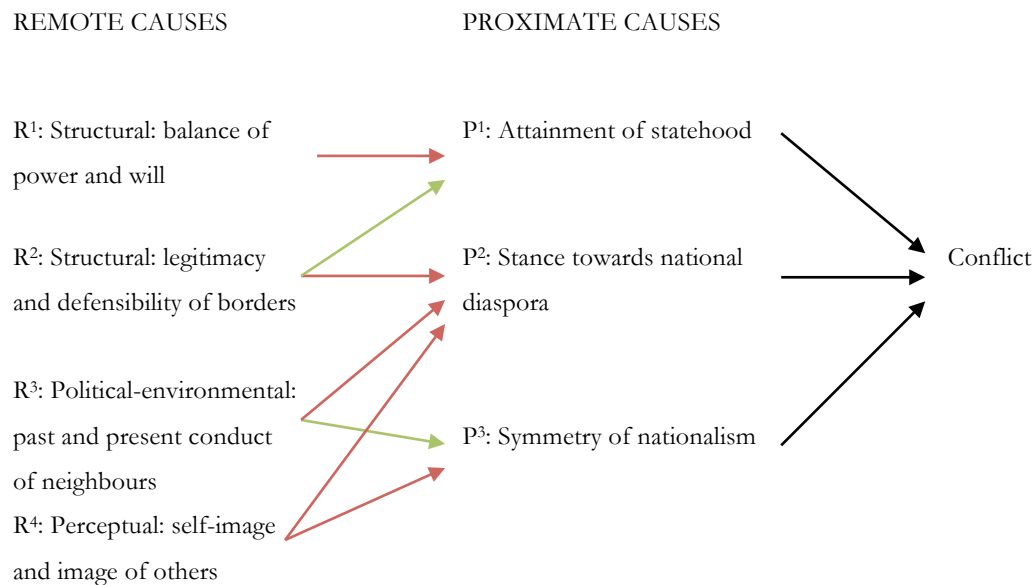 REMOTE CAUSES
PROXIMATE CAUSES
R¹: Structural: balance of
power and will
P¹: Attainment of statehood
R²: Structural: legitimacy
and defensibility of borders
P²: Stance towards national
diaspora
Conflict
R³: Political-environmental:
past and present conduct
of neighbours
P³: Symmetry of nationalism
R⁴: Perceptual: self-image
and image of others